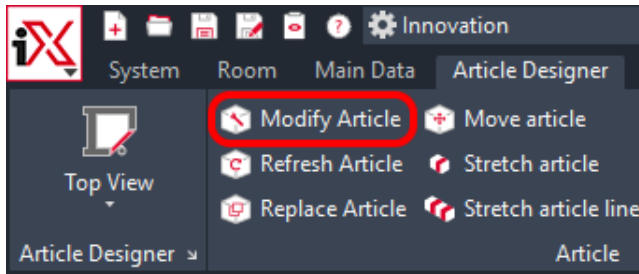 iX
Innovation
System Room Main Data Article Designer
Modify Article Move article
Top View Refresh Article Stretch article
Replace Article Stretch article line
Article Designer Article